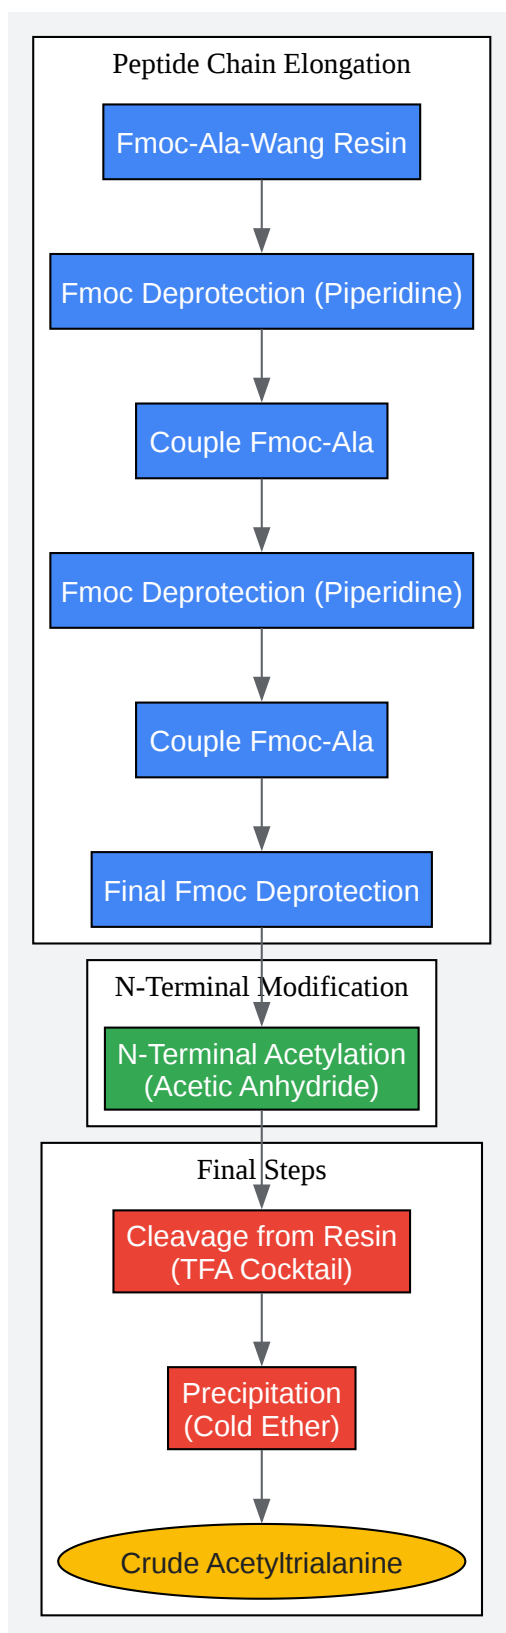 Peptide Chain Elongation
Fmoc-Ala-Wang Resin
Fmoc Deprotection (Piperidine)
Couple Fmoc-Ala
Fmoc Deprotection (Piperidine)
Couple Fmoc-Ala
Final Fmoc Deprotection
N-Terminal Modification
N-Terminal Acetylation
(Acetic Anhydride)
Final Steps
Cleavage from Resin
(TFA Cocktail)
Precipitation
(Cold Ether)
Crude Acetyltrialanine